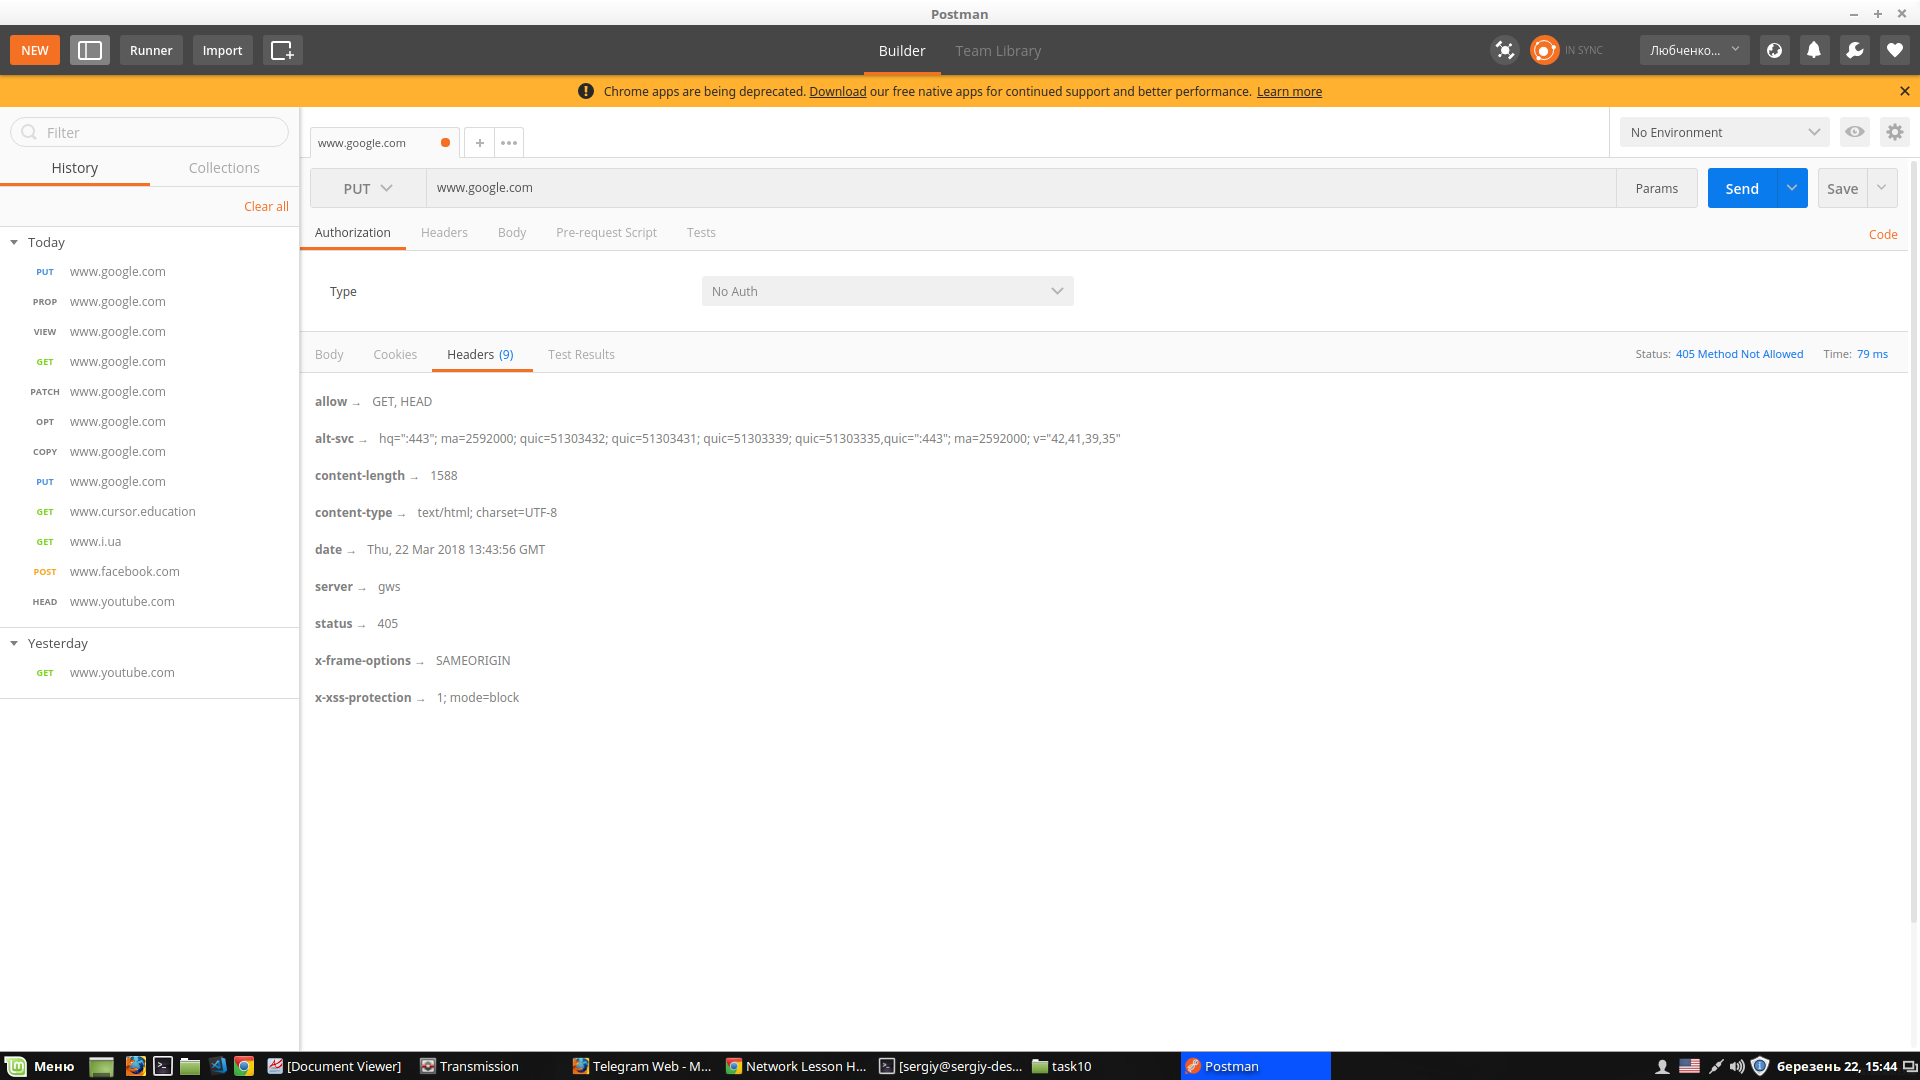 Postman
NEW
Runner
Import
Builder
Team Library
IN SYNC
Любченко...
Chrome apps are being deprecated. Download our free native apps for continued support and better performance. Learn more
Filter
History
Collections
Clear all
Today
PUT www.google.com
PROP www.google.com
VIEW www.google.com
GET www.google.com
PATCH www.google.com
OPT www.google.com
COPY www.google.com
PUT www.google.com
GET www.cursor.education
GET www.i.ua
POST www.facebook.com
HEAD www.youtube.com
Yesterday
GET www.youtube.com
www.google.com
No Environment
PUT
www.google.com
Params
Send
Save
Authorization
Headers
Body
Pre-request Script
Tests
Code
Type
No Auth
Body
Cookies
Headers (9)
Test Results
Status: 405 Method Not Allowed
Time: 79 ms
allow → GET, HEAD
alt-svc → hq=":443"; ma=2592000; quic=51303432; quic=51303431; quic=51303339; quic=51303335,quic=":443"; ma=2592000; v="42,41,39,35"
content-length → 1588
content-type → text/html; charset=UTF-8
date → Thu, 22 Mar 2018 13:43:56 GMT
server → gws
status → 405
x-frame-options → SAMEORIGIN
x-xss-protection → 1; mode=block
Меню
[Document Viewer]
Transmission
Telegram Web - M...
Network Lesson H...
[sergiy@sergiy-des...
task10
Postman
березень 22, 15:44